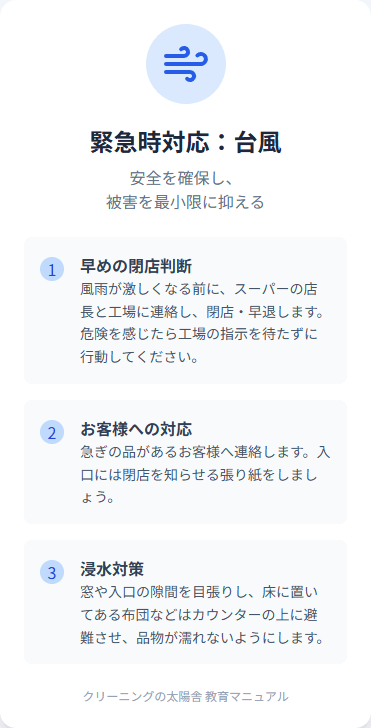 緊急時対応：台風
安全を確保し、
被害を最小限に抑える
1
早めの閉店判断
風雨が激しくなる前に、スーパーの店
長と工場に連絡し、閉店・早退します。
危険を感じたら工場の指示を待たずに
行動してください。
2
お客様への対応
急ぎの品があるお客様へ連絡します。入
口には閉店を知らせる張り紙をしまし
ょう。
3
浸水対策
窓や入口の隙間を目張りし、床に置い
てある布団などはカウンターの上に避
難させ、品物が濡れないようにします。
クリーニングの太陽舎 教育マニュアル